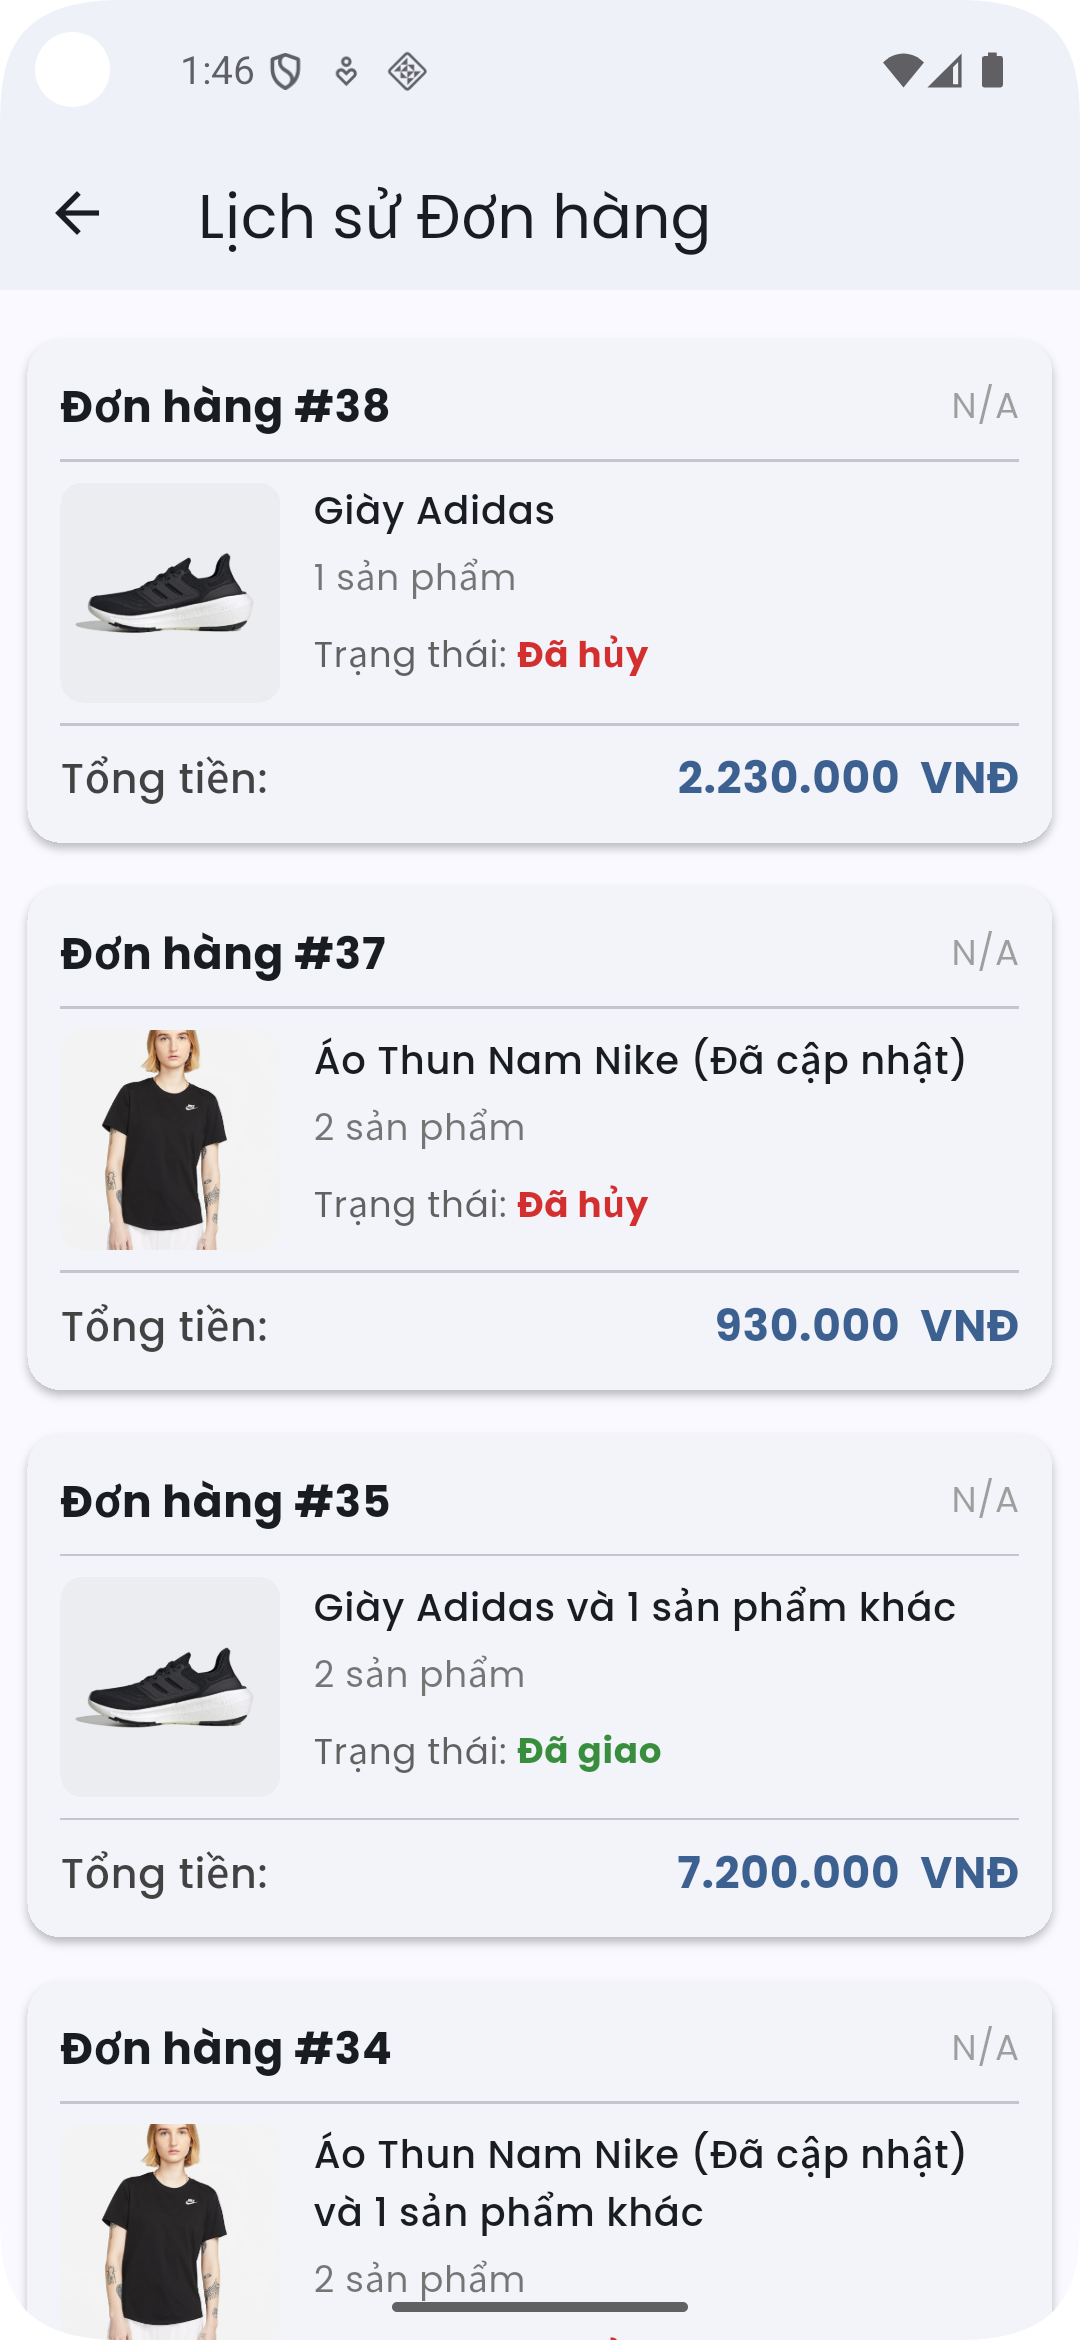 1:46
Lịch sử Đơn hàng
Đơn hàng #38
N/A
Giày Adidas
1 sản phẩm
Trạng thái: Đã hủy
Tổng tiền:
2.230.000 VNĐ
Đơn hàng #37
N/A
Áo Thun Nam Nike (Đã cập nhật)
2 sản phẩm
Trạng thái: Đã hủy
Tổng tiền:
930.000 VNĐ
Đơn hàng #35
N/A
Giày Adidas và 1 sản phẩm khác
2 sản phẩm
Trạng thái: Đã giao
Tổng tiền:
7.200.000 VNĐ
Đơn hàng #34
N/A
Áo Thun Nam Nike (Đã cập nhật)
và 1 sản phẩm khác
2 sản phẩm